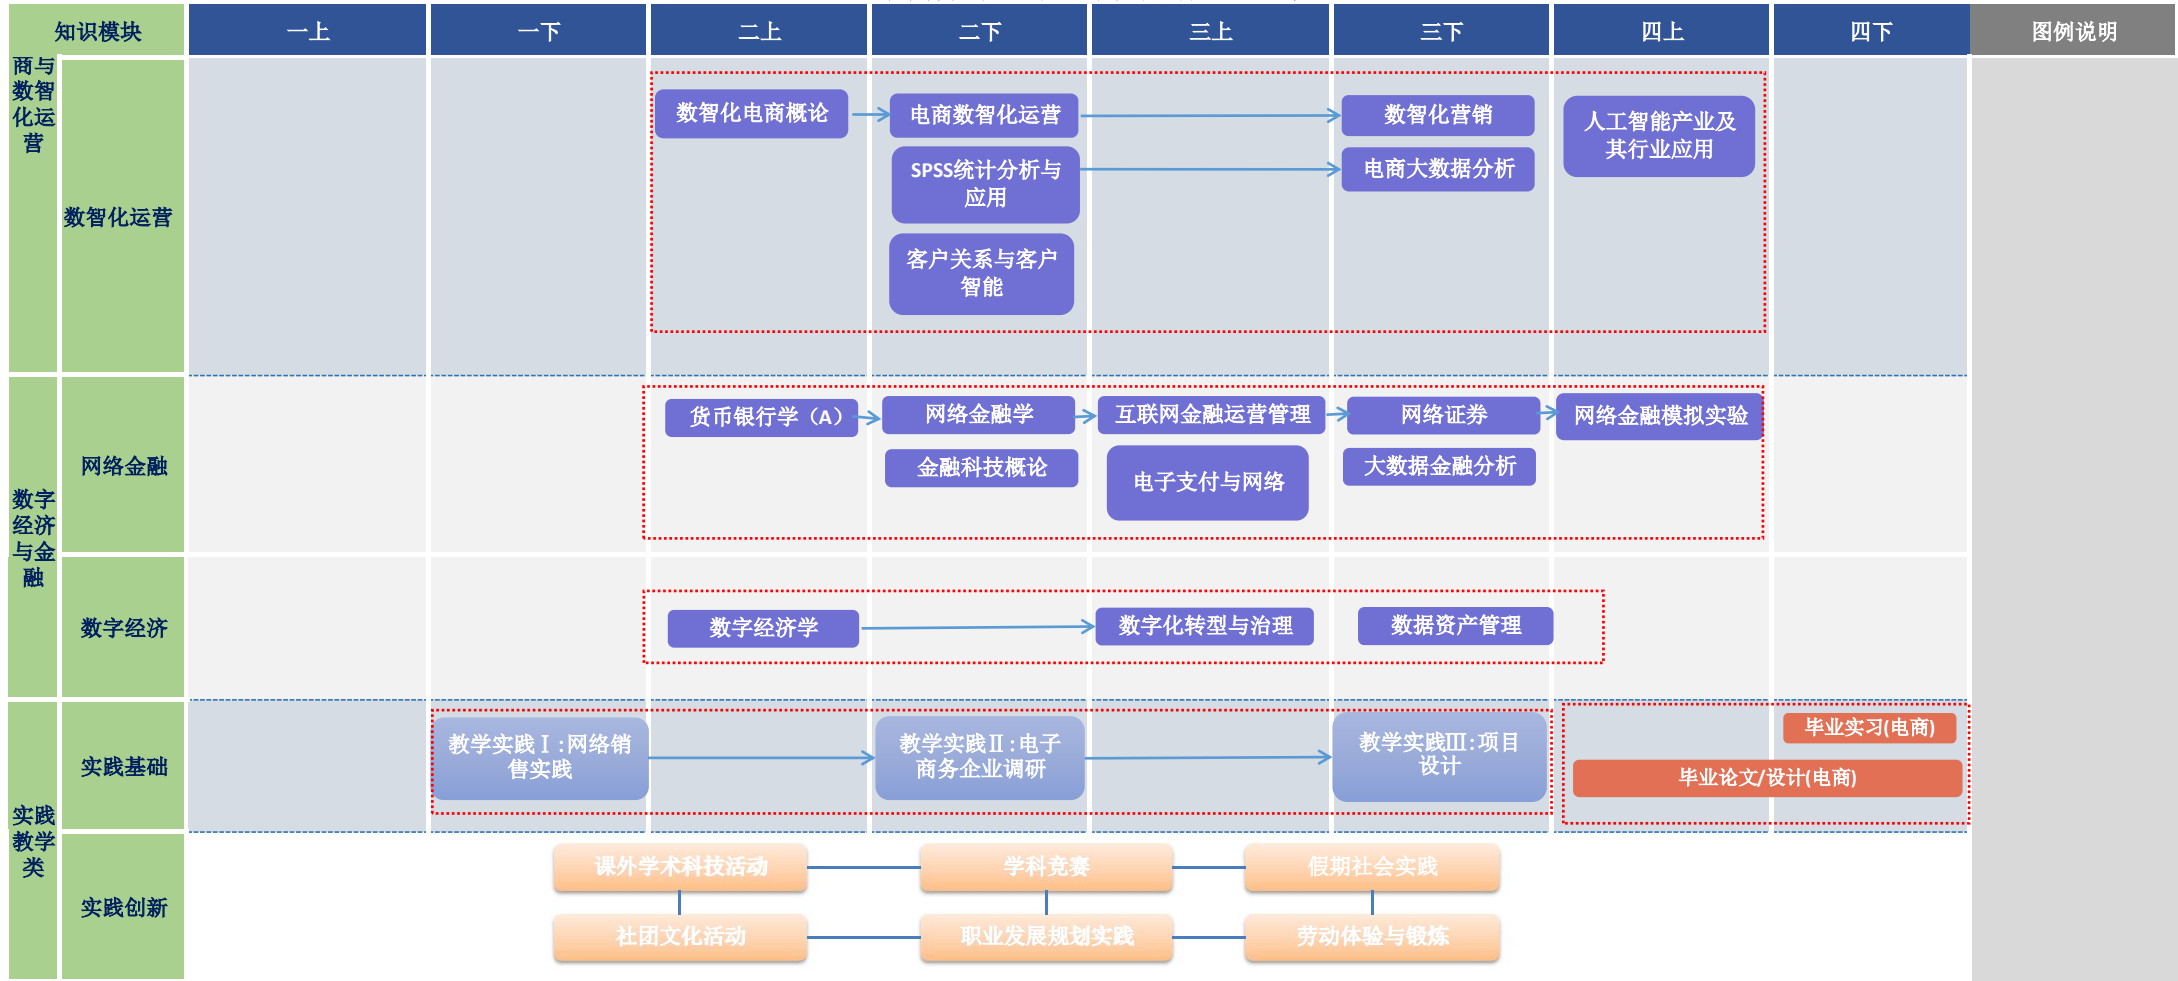 知识模块
一上
一下
二上
二下
三上
三下
四上
四下
图例说明
商与
数智
化运
营
数智化运营
数智化电商概论
电商数智化运营
数智化营销
人工智能产业及
其行业应用
SPSS统计分析与
应用
电商大数据分析
客户关系与客户
智能
数字
经济
与金
融
网络金融
货币银行学（A）
网络金融学
互联网金融运营管理
网络证券
网络金融模拟实验
金融科技概论
电子支付与网络
大数据金融分析
数字经济
数字经济学
数字化转型与治理
数据资产管理
实践
教学
类
实践基础
教学实践Ⅰ:网络销
售实践
教学实践Ⅱ:电子
商务企业调研
教学实践Ⅲ:项目
设计
毕业实习(电商)
毕业论文/设计(电商)
实践创新
课外学术科技活动
学科竞赛
假期社会实践
社团文化活动
职业发展规划实践
劳动体验与锻炼